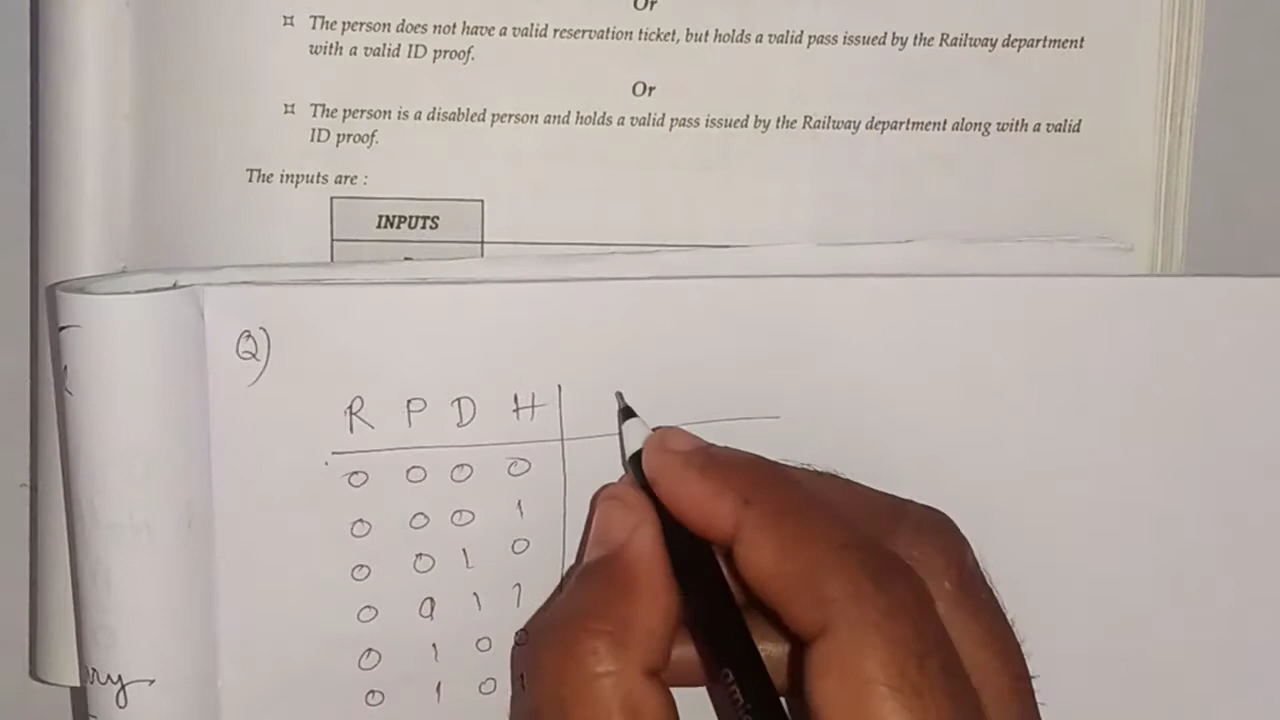 Or
¤ The person does not have a valid reservation ticket, but holds a valid pass issued by the Railway department
with a valid ID proof.
Or
¤ The person is a disabled person and holds a valid pass issued by the Railway department along with a valid
ID proof.
The inputs are :
INPUTS
Q)
R P D H
0 0 0 0
0 0 0 1
0 0 1 0
0 0 1 1
0 1 0 0
0 1 0 1